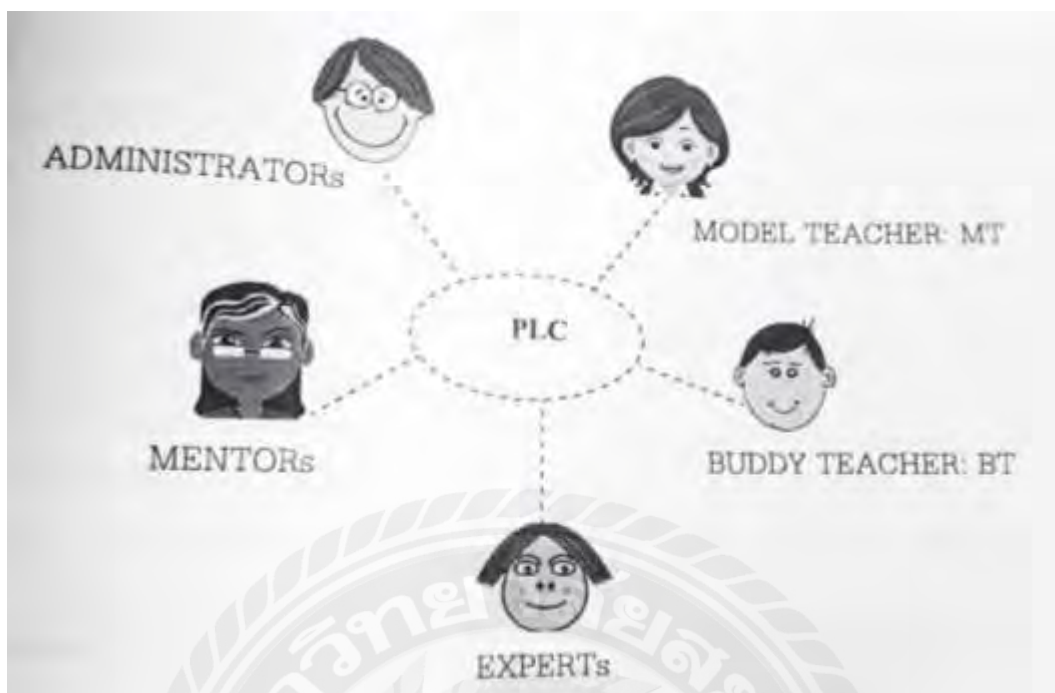 ADMINISTRATORs
MODEL TEACHER: MT
PLC
MENTORs
BUDDY TEACHER: BT
EXPERTs